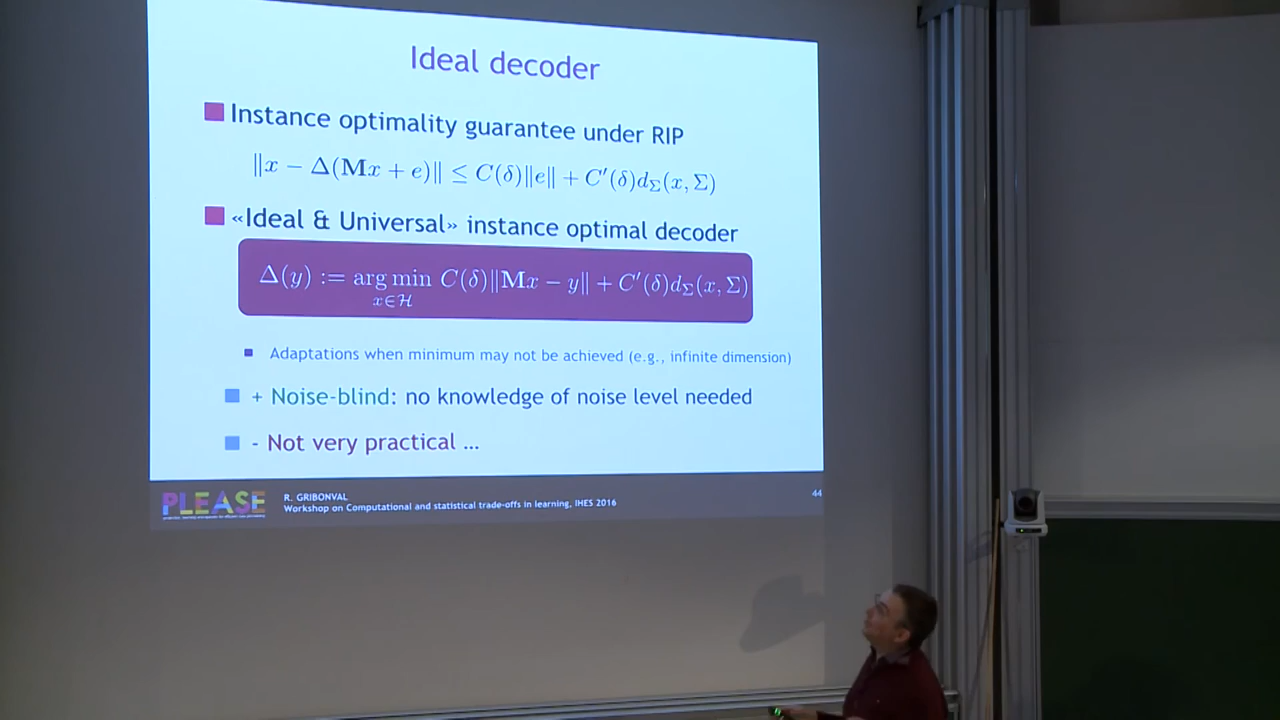 Ideal decoder
Instance optimality guarantee under RIP
‖x − Δ(Mx + e)‖ ≤ C(δ)‖e‖ + C′(δ)d_Σ(x, Σ)
«Ideal & Universal» instance optimal decoder
Δ(y) := arg min C(δ)‖Mx − y‖ + C′(δ)d_Σ(x, Σ)
x∈ℋ
Adaptations when minimum may not be achieved (e.g., infinite dimension)
+ Noise-blind: no knowledge of noise level needed
- Not very practical ...
PLEASE
R. GRIBONVAL
Workshop on Computational and statistical trade-offs in learning, IHES 2016
44